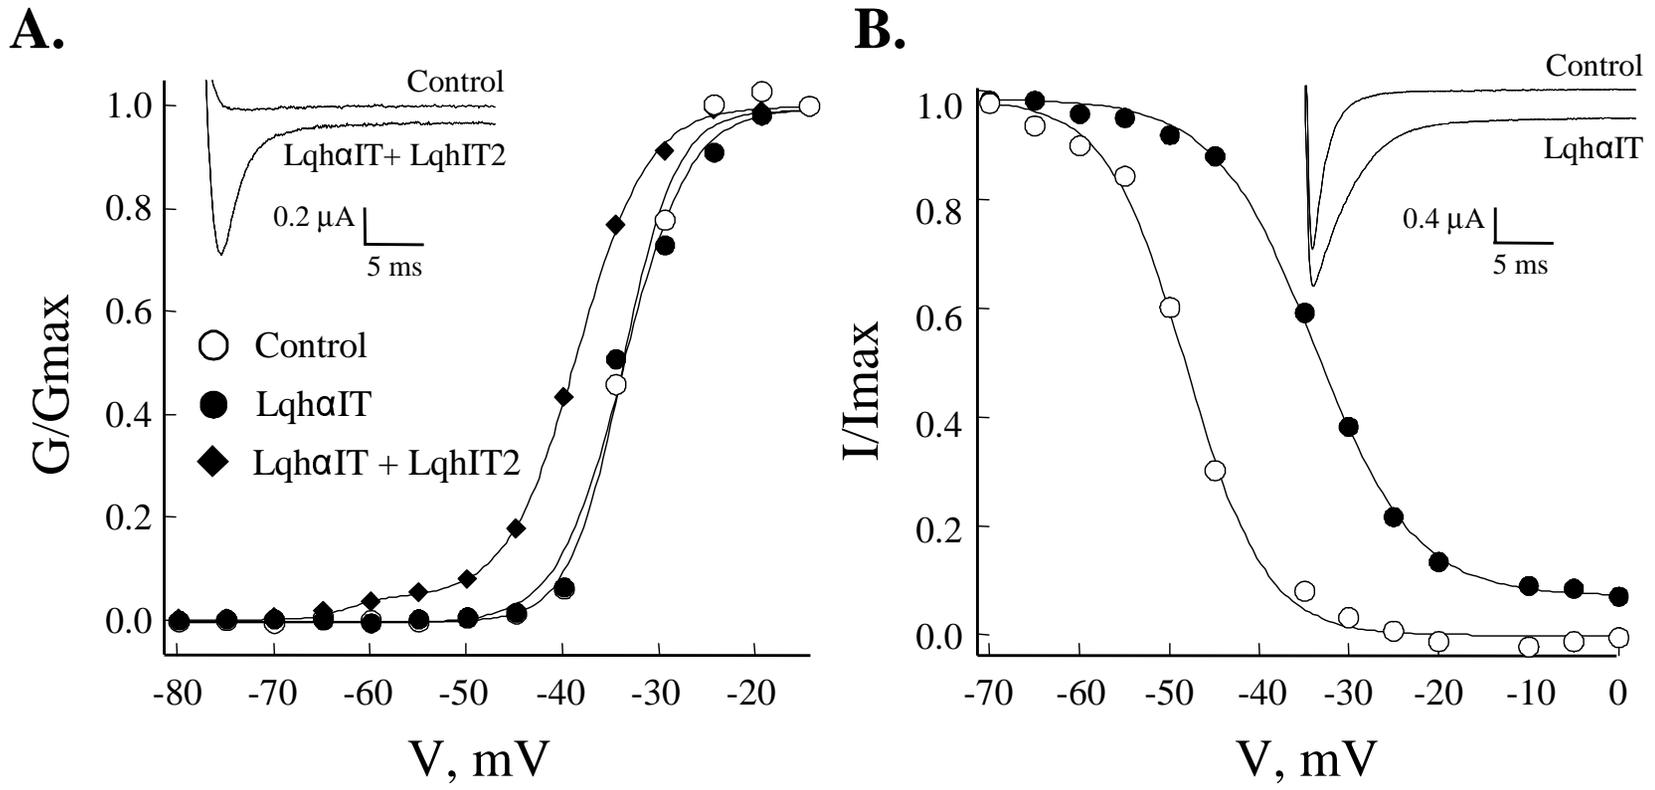 A.
Control
LqhαIT+ LqhIT2
0.2 μA
5 ms
Control
LqhαIT
LqhαIT + LqhIT2
G/Gmax
1.0
0.8
0.6
0.4
0.2
0.0
-80 -70 -60 -50 -40 -30 -20
V, mV
B.
Control
LqhαIT
0.4 μA
5 ms
I/Imax
1.0
0.8
0.6
0.4
0.2
0.0
-70 -60 -50 -40 -30 -20 -10 0
V, mV